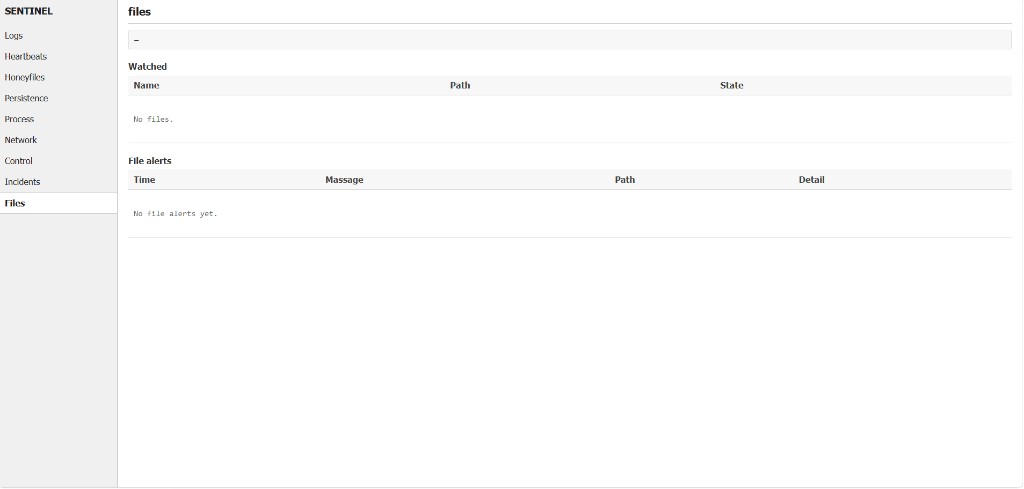 SENTINEL
Logs
Heartbeats
Honeyfiles
Persistence
Process
Network
Control
Incidents
Files
files
–
Watched
Name Path State
No files.
File alerts
Time Massage Path Detail
No file alerts yet.